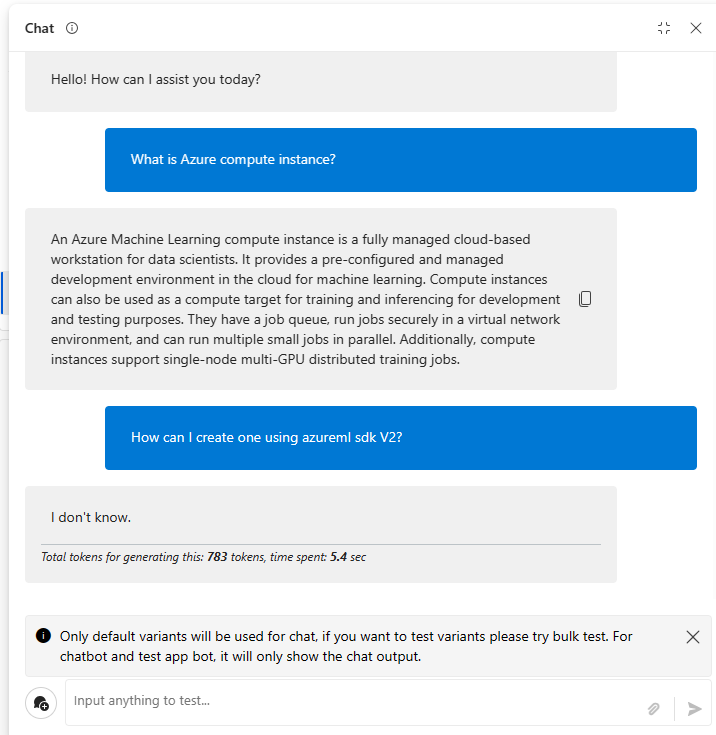 Chat
Hello! How can I assist you today?
What is Azure compute instance?
An Azure Machine Learning compute instance is a fully managed cloud-based
workstation for data scientists. It provides a pre-configured and managed
development environment in the cloud for machine learning. Compute instances
can also be used as a compute target for training and inferencing for development
and testing purposes. They have a job queue, run jobs securely in a virtual network
environment, and can run multiple small jobs in parallel. Additionally, compute
instances support single-node multi-GPU distributed training jobs.
How can I create one using azureml sdk V2?
I don't know.
Total tokens for generating this: 783 tokens, time spent: 5.4 sec
Only default variants will be used for chat, if you want to test variants please try bulk test. For
chatbot and test app bot, it will only show the chat output.
Input anything to test...